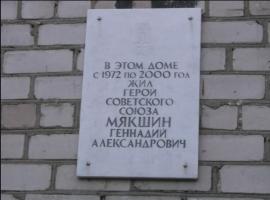 В ЭТОМ ДОМЕ
С 1972 ПО 2000 ГОД
ЖИЛ
ГЕРОЙ
СОВЕТСКОГО
СОЮЗА
МЯКШИН
ГЕННАДИЙ
АЛЕКСАНДРОВИЧ